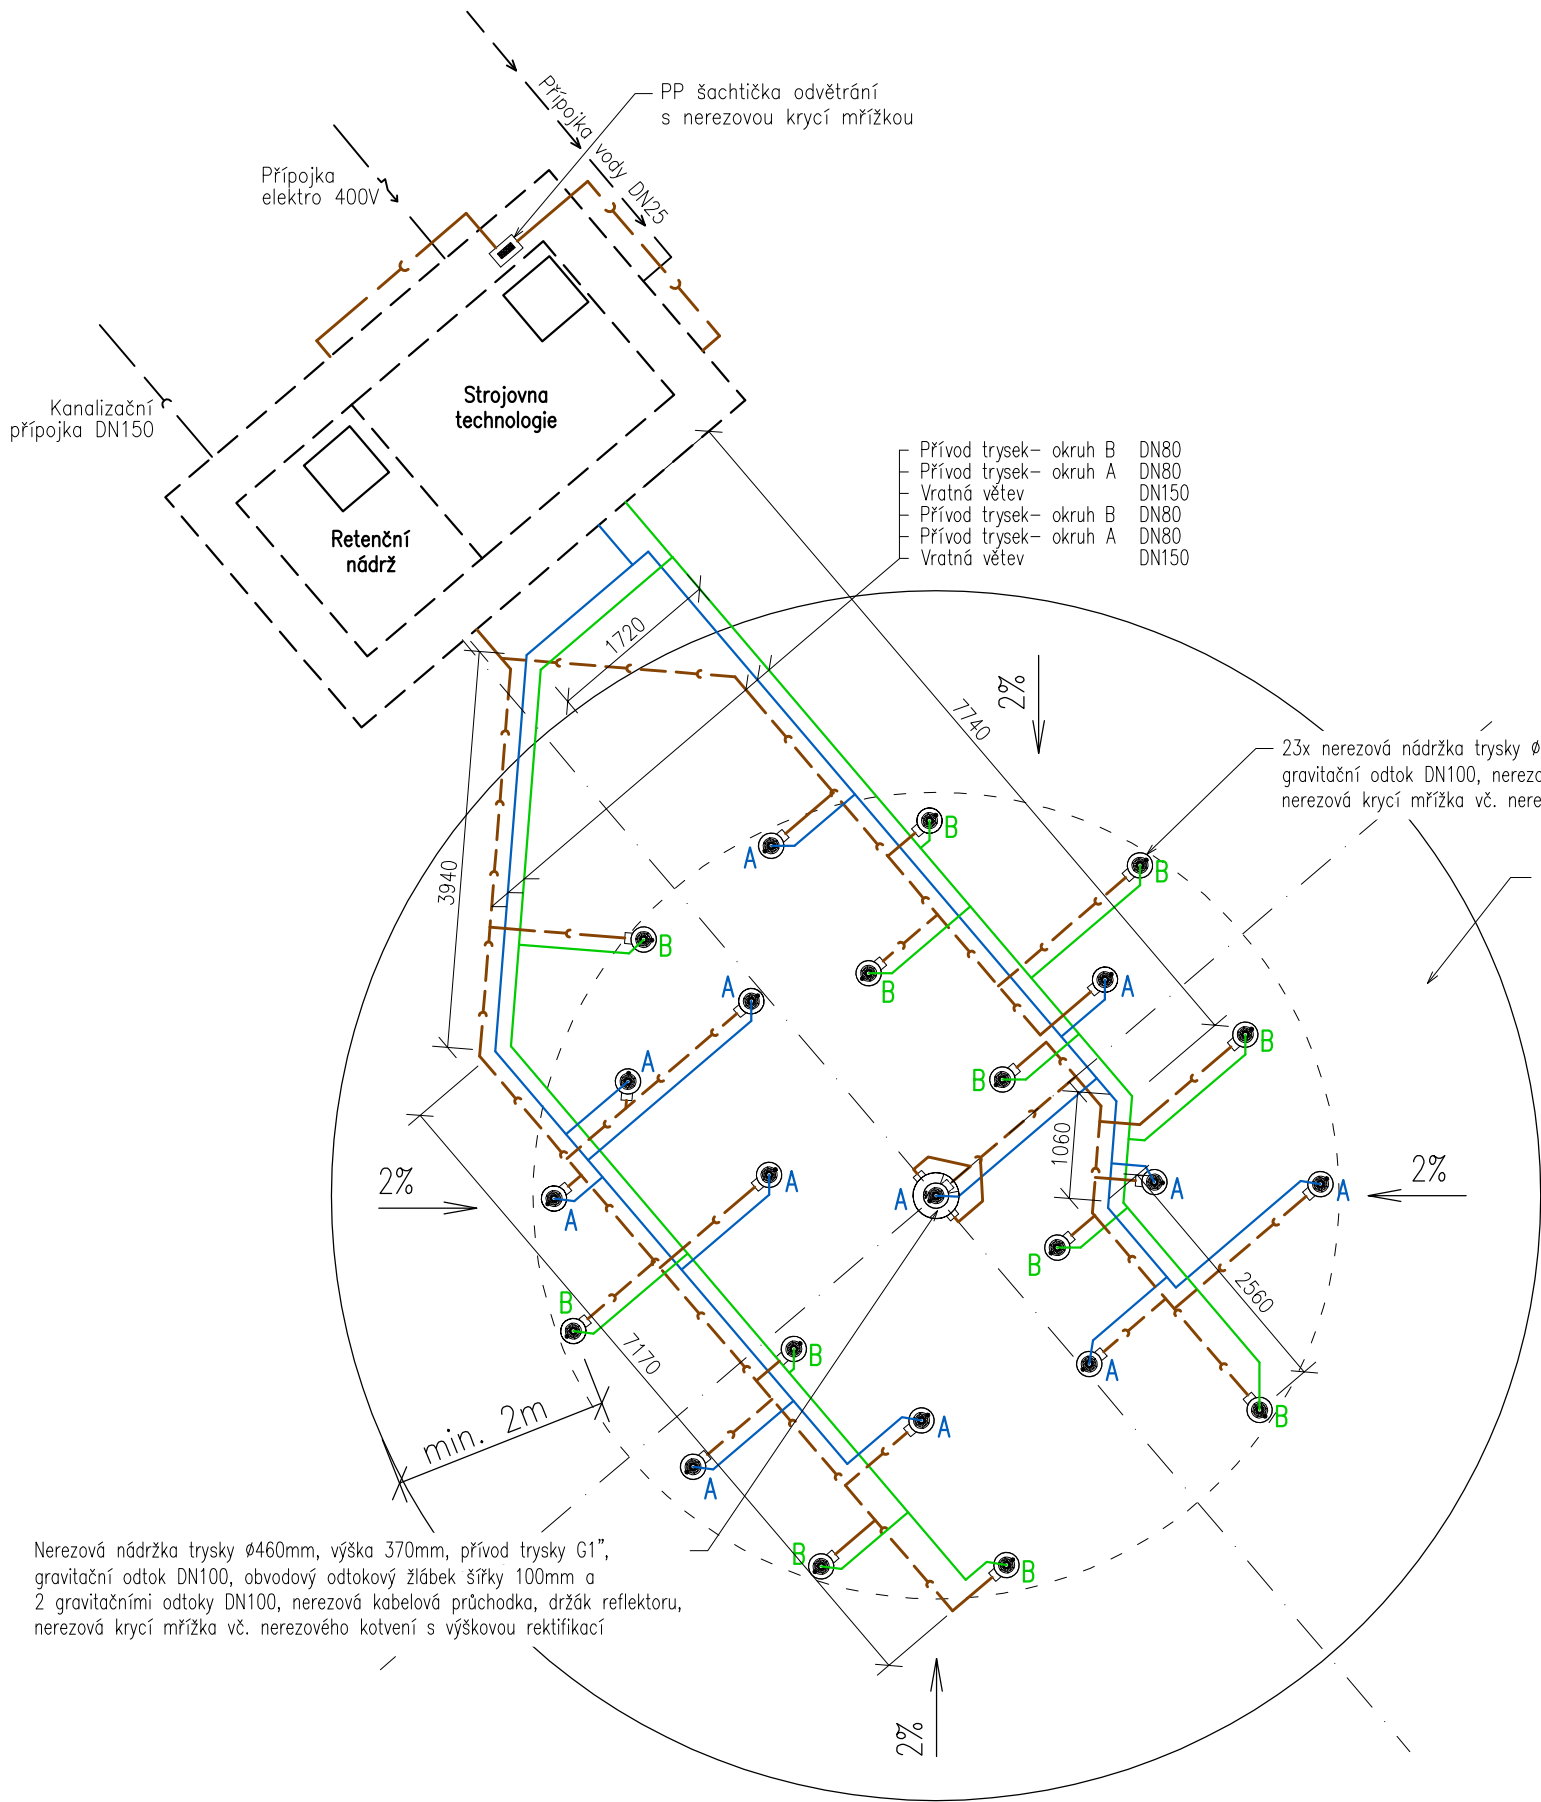 PP šachtička odvětrání
s nerezovou krycí mřížkou
Přípojka vody DN25
Přípojka
elektro 400V
Kanalizační
přípojka DN150
Strojovna
technologie
Retenční
nádrž
Přívod trysek– okruh B DN80
Přívod trysek– okruh A DN80
Vratná větev DN150
Přívod trysek– okruh B DN80
Přívod trysek– okruh A DN80
Vratná větev DN150
1720
7740
2%
23x nerezová nádržka trysky ø
gravitační odtok DN100, nerezo
nerezová krycí mřížka vč. nere
3940
B
A
B
B
B
A
A
B
A
B
B
1060
2%
A
A
A
A
A
2%
B
B
2560
7170
B
A
A
B
min. 2m
A
B
B
Nerezová nádržka trysky ø460mm, výška 370mm, přívod trysky G1”,
gravitační odtok DN100, obvodový odtokový žlábek šířky 100mm a
2 gravitačními odtoky DN100, nerezová kabelová průchodka, držák reflektoru,
nerezová krycí mřížka vč. nerezového kotvení s výškovou rektifikací
2%